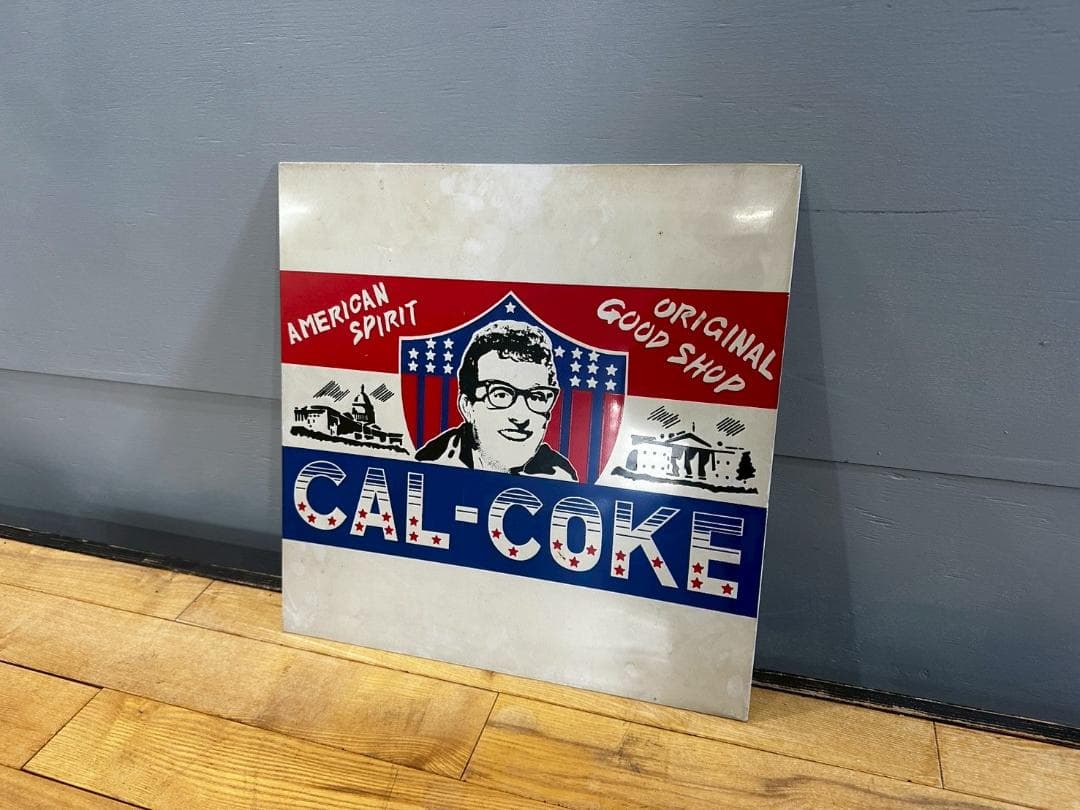 AMERICAN
SPIRIT
ORIGINAL
GOOD SHOP
CAL-COKE